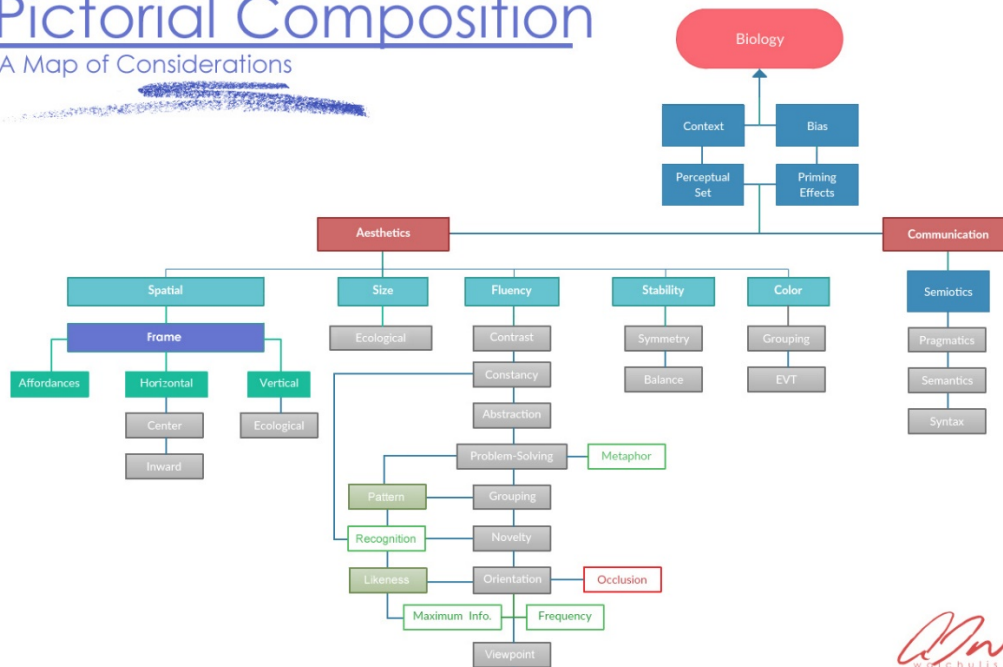 Pictorial Composition
A Map of Considerations
Biology
Context
Bias
Perceptual
Set
Priming
Effects
Aesthetics
Communication
Spatial
Size
Fluency
Stability
Color
Semiotics
Frame
Ecological
Contrast
Symmetry
Grouping
Pragmatics
Affordances
Horizontal
Vertical
Constancy
Balance
EVT
Semantics
Center
Ecological
Abstraction
Syntax
Inward
Problem-Solving
Metaphor
Pattern
Grouping
Recognition
Novelty
Likeness
Orientation
Occlusion
Maximum Info.
Frequency
Viewpoint